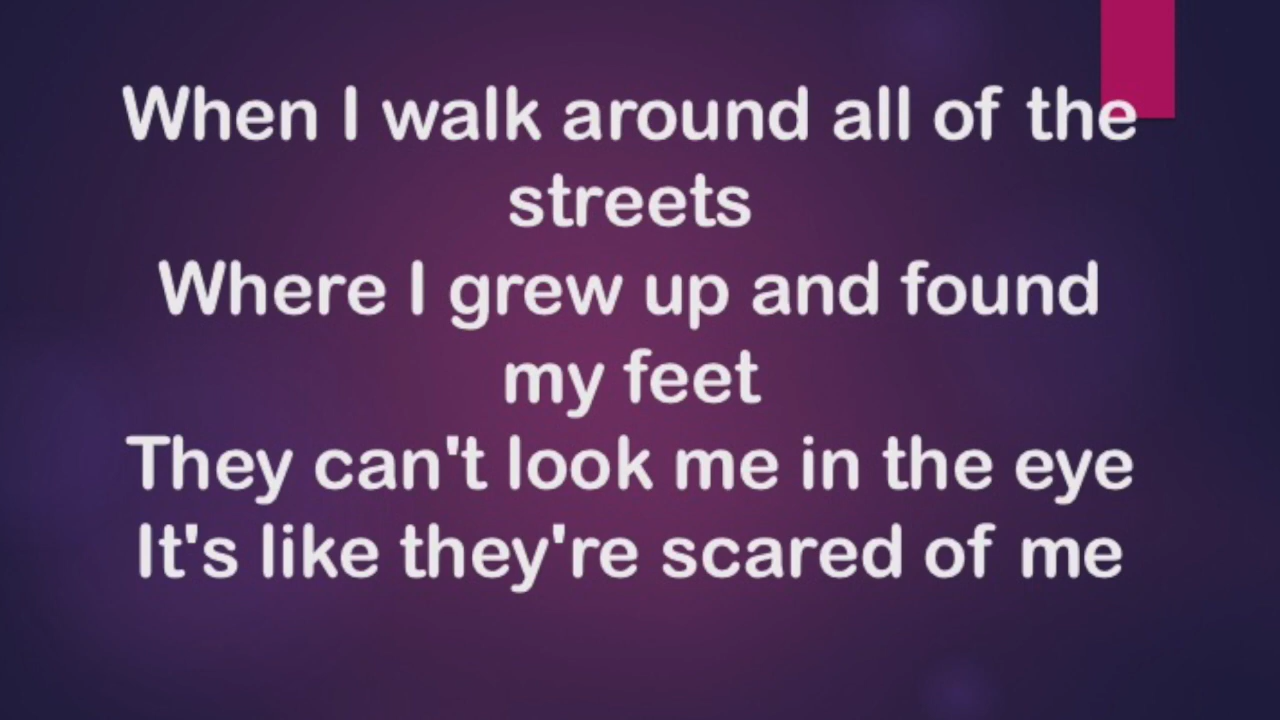 When I walk around all of the
streets
Where I grew up and found
my feet
They can't look me in the eye
It's like they're scared of me